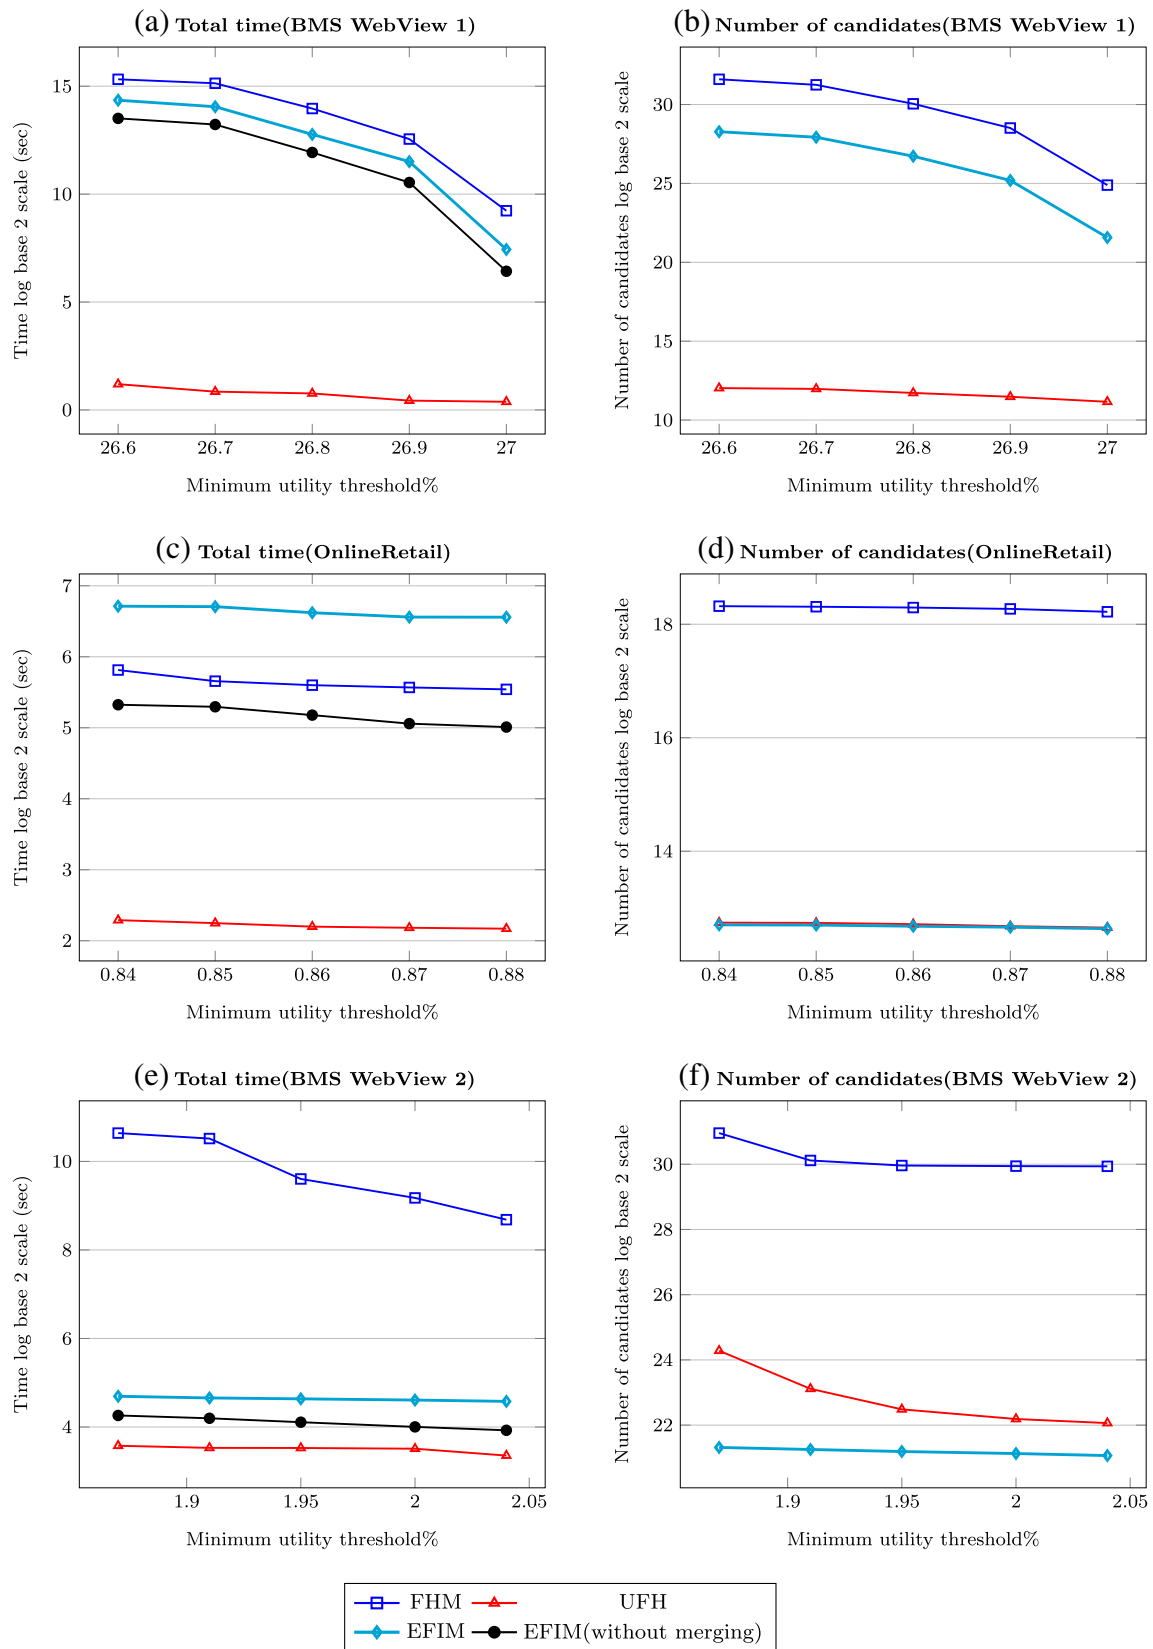 (a) Total time(BMS WebView 1)
Time log base 2 scale (sec)
15
10
5
0
26.6 26.7 26.8 26.9 27
Minimum utility threshold%
(b) Number of candidates(BMS WebView 1)
Number of candidates log base 2 scale
30
25
20
15
10
26.6 26.7 26.8 26.9 27
Minimum utility threshold%
(c) Total time(OnlineRetail)
Time log base 2 scale (sec)
7
6
5
4
3
2
0.84 0.85 0.86 0.87 0.88
Minimum utility threshold%
(d) Number of candidates(OnlineRetail)
Number of candidates log base 2 scale
18
16
14
0.84 0.85 0.86 0.87 0.88
Minimum utility threshold%
(e) Total time(BMS WebView 2)
Time log base 2 scale (sec)
10
8
6
4
1.9 1.95 2 2.05
Minimum utility threshold%
(f) Number of candidates(BMS WebView 2)
Number of candidates log base 2 scale
30
28
26
24
22
1.9 1.95 2 2.05
Minimum utility threshold%
FHM UFH
EFIM EFIM(without merging)